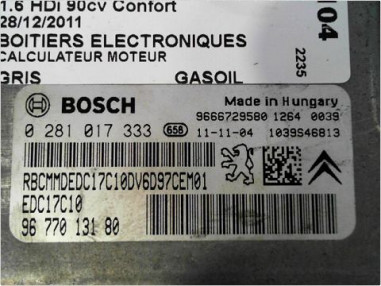 1.6 HDi 90cv Confort
28/12/2011
BOITIERS ELECTRONIQUES
CALCULATEUR MOTEUR
GRIS GASOIL
04
2235
BOSCH
Made in Hungary
9666729580 1264 0039
0 281 017 333 658 11-11-04 1039S46813
RBCMMDEDC17C10DV6D97CEM01
EDC17C10
96 770 131 80